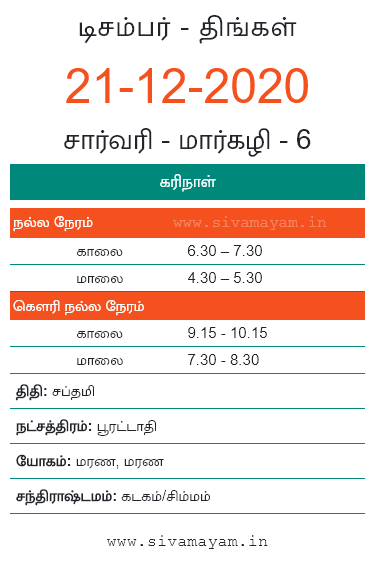 டிசம்பர் - திங்கள்
21-12-2020
சார்வரி - மார்கழி - 6
கரிநாள்
நல்ல நேரம் www.sivamayam.in
காலை 6.30 – 7.30
மாலை 4.30 – 5.30
கௌரி நல்ல நேரம்
காலை 9.15 - 10.15
மாலை 7.30 - 8.30
திதி: சப்தமி
நட்சத்திரம்: பூரட்டாதி
யோகம்: மரண, மரண
சந்திராஷ்டமம்: கடகம்/சிம்மம்
www.sivamayam.in